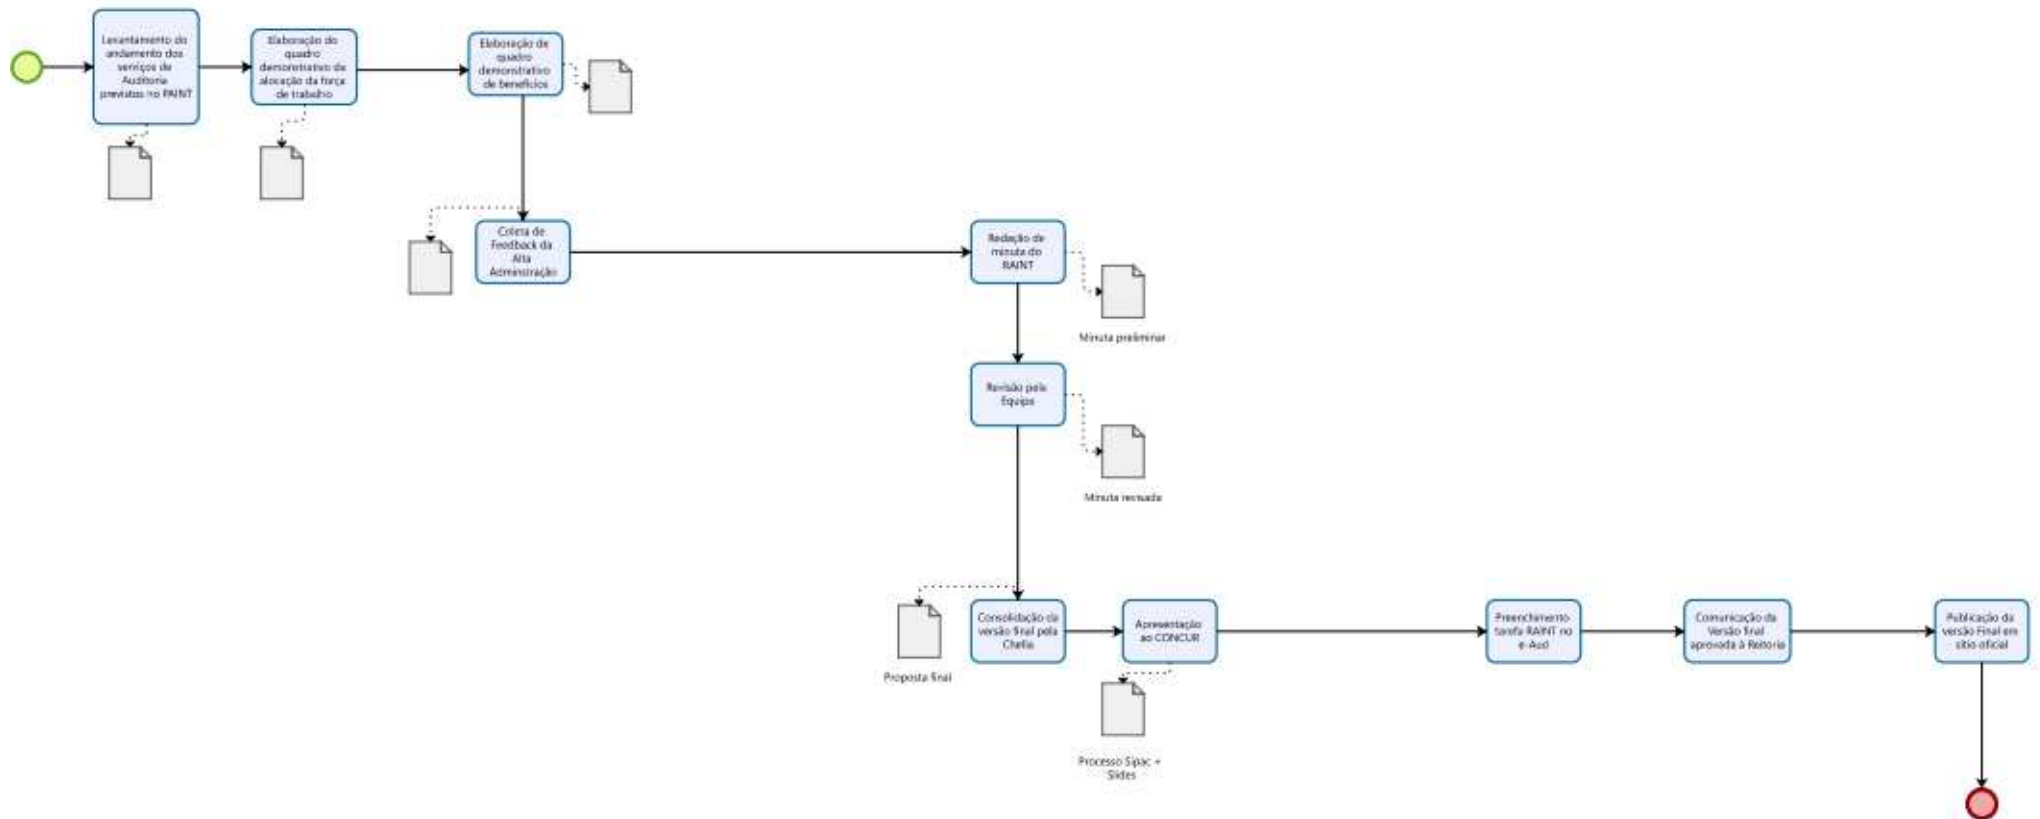 Levantamento do
andamento dos
serviços de
Auditoria
previstos no PAINT
Elaboração do
quadro
demonstrativo de
alocação da força
de trabalho
Elaboração de
quadro
demonstrativo
de benefícios
Coleta de
Feedback da
Alta
Adminstração
Redação de
minuta do
RAINT
Minuta preliminar
Revisão pela
Equipe
Minuta revisada
Consolidação da
versão final pela
Chefia
Proposta final
Apresentação
ao CONCUR
Processo Sipac +
Slides
Preenchimento
tarefa RAINT no
e-Aud
Comunicação da
Versão final
aprovada à Reitoria
Publicação da
versão Final em
sítio oficial